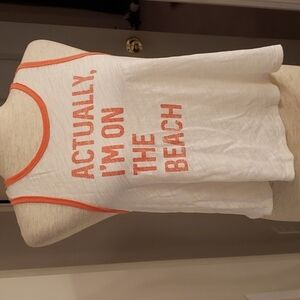 ACTUALLY,
I'M ON
THE
BEACH